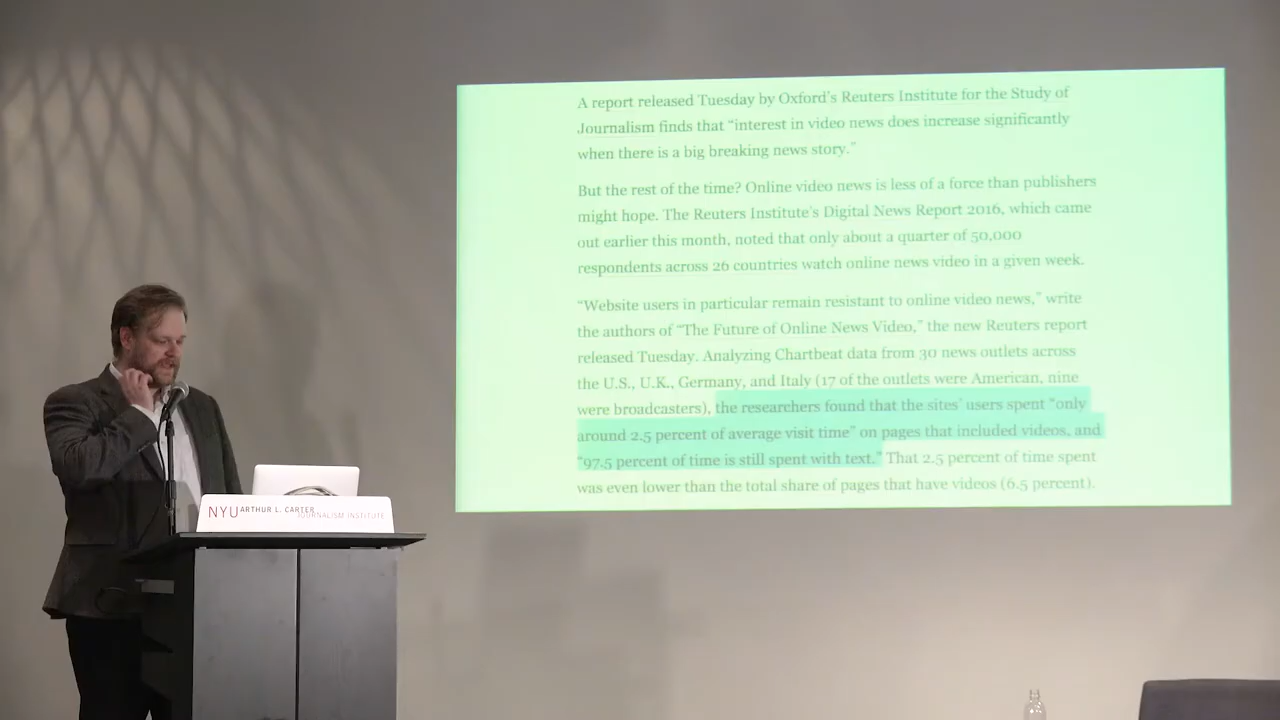 A report released Tuesday by Oxford's Reuters Institute for the Study of
Journalism finds that “interest in video news does increase significantly
when there is a big breaking news story.”
But the rest of the time? Online video news is less of a force than publishers
might hope. The Reuters Institute's Digital News Report 2016, which came
out earlier this month, noted that only about a quarter of 50,000
respondents across 26 countries watch online news video in a given week.
“Website users in particular remain resistant to online video news,” write
the authors of “The Future of Online News Video,” the new Reuters report
released Tuesday. Analyzing Chartbeat data from 30 news outlets across
the U.S., U.K., Germany, and Italy (17 of the outlets were American, nine
were broadcasters), the researchers found that the sites' users spent “only
around 2.5 percent of average visit time” on pages that included videos, and
“97.5 percent of time is still spent with text.” That 2.5 percent of time spent
was even lower than the total share of pages that have videos (6.5 percent).
NYU ARTHUR L. CARTER
JOURNALISM INSTITUTE